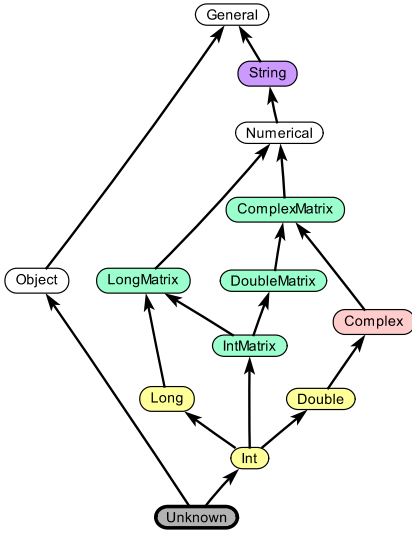 General
String
Numerical
ComplexMatrix
Object
LongMatrix
DoubleMatrix
Complex
IntMatrix
Long
Double
Int
Unknown